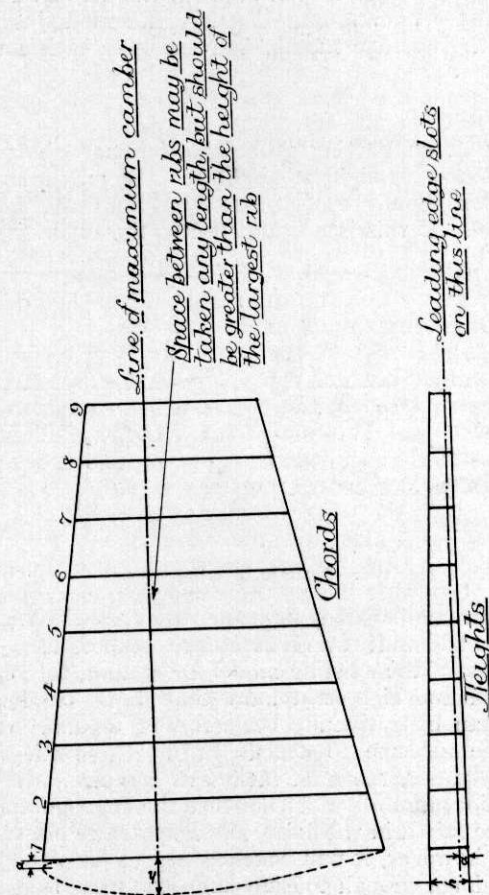 Line of maximum camber
Space between ribs may be
taken any length, but should
be greater than the height of
the largest rib
1
2
3
4
5
6
7
8
9
a
h
Chords
Leading edge slots
on this line
h
a
Heights